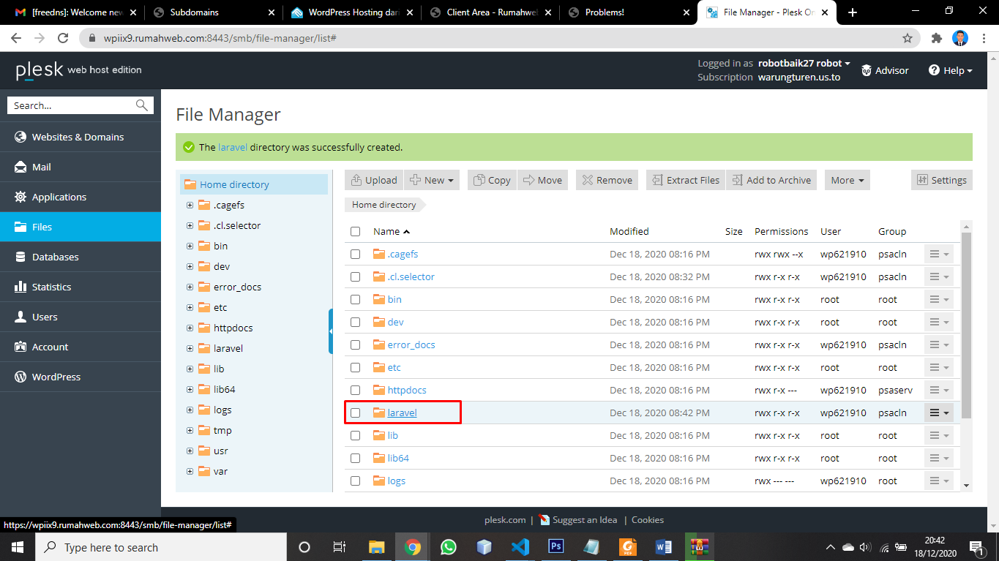 [freedns]: Welcome new
Subdomains
WordPress Hosting dari
Client Area - Rumahweb
Problems!
File Manager - Plesk On
wpiix9.rumahweb.com:8443/smb/file-manager/list#
plesk web host edition
Logged in as robotbaik27 robot
Subscription warungturen.us.to
Advisor
Help
Search...
Websites & Domains
Mail
Applications
Files
Databases
Statistics
Users
Account
WordPress
File Manager
The laravel directory was successfully created.
Home directory
.cagefs
.cl.selector
bin
dev
error_docs
etc
httpdocs
laravel
lib
lib64
logs
tmp
usr
var
Upload New Copy Move Remove Extract Files Add to Archive More Settings
Home directory
Name Modified Size Permissions User Group
.cagefs Dec 18, 2020 08:16 PM rwx rwx --x wp621910 psacln
.cl.selector Dec 18, 2020 08:32 PM rwx r-x r-x wp621910 psacln
bin Dec 18, 2020 08:16 PM rwx r-x r-x root root
dev Dec 18, 2020 08:16 PM rwx r-x r-x root root
error_docs Dec 18, 2020 08:16 PM rwx r-x r-x wp621910 psacln
etc Dec 18, 2020 08:16 PM rwx r-x r-x root root
httpdocs Dec 18, 2020 08:16 PM rwx r-x --- wp621910 psaserv
laravel Dec 18, 2020 08:42 PM rwx r-x r-x wp621910 psacln
lib Dec 18, 2020 08:16 PM rwx r-x r-x root root
lib64 Dec 18, 2020 08:16 PM rwx r-x r-x root root
logs Dec 18, 2020 08:16 PM rwx --- --- wp621910 root
plesk.com | Suggest an Idea | Cookies
https://wpiix9.rumahweb.com:8443/smb/file-manager/list#
Type here to search
Ps
PDF
W
20:42
18/12/2020
1